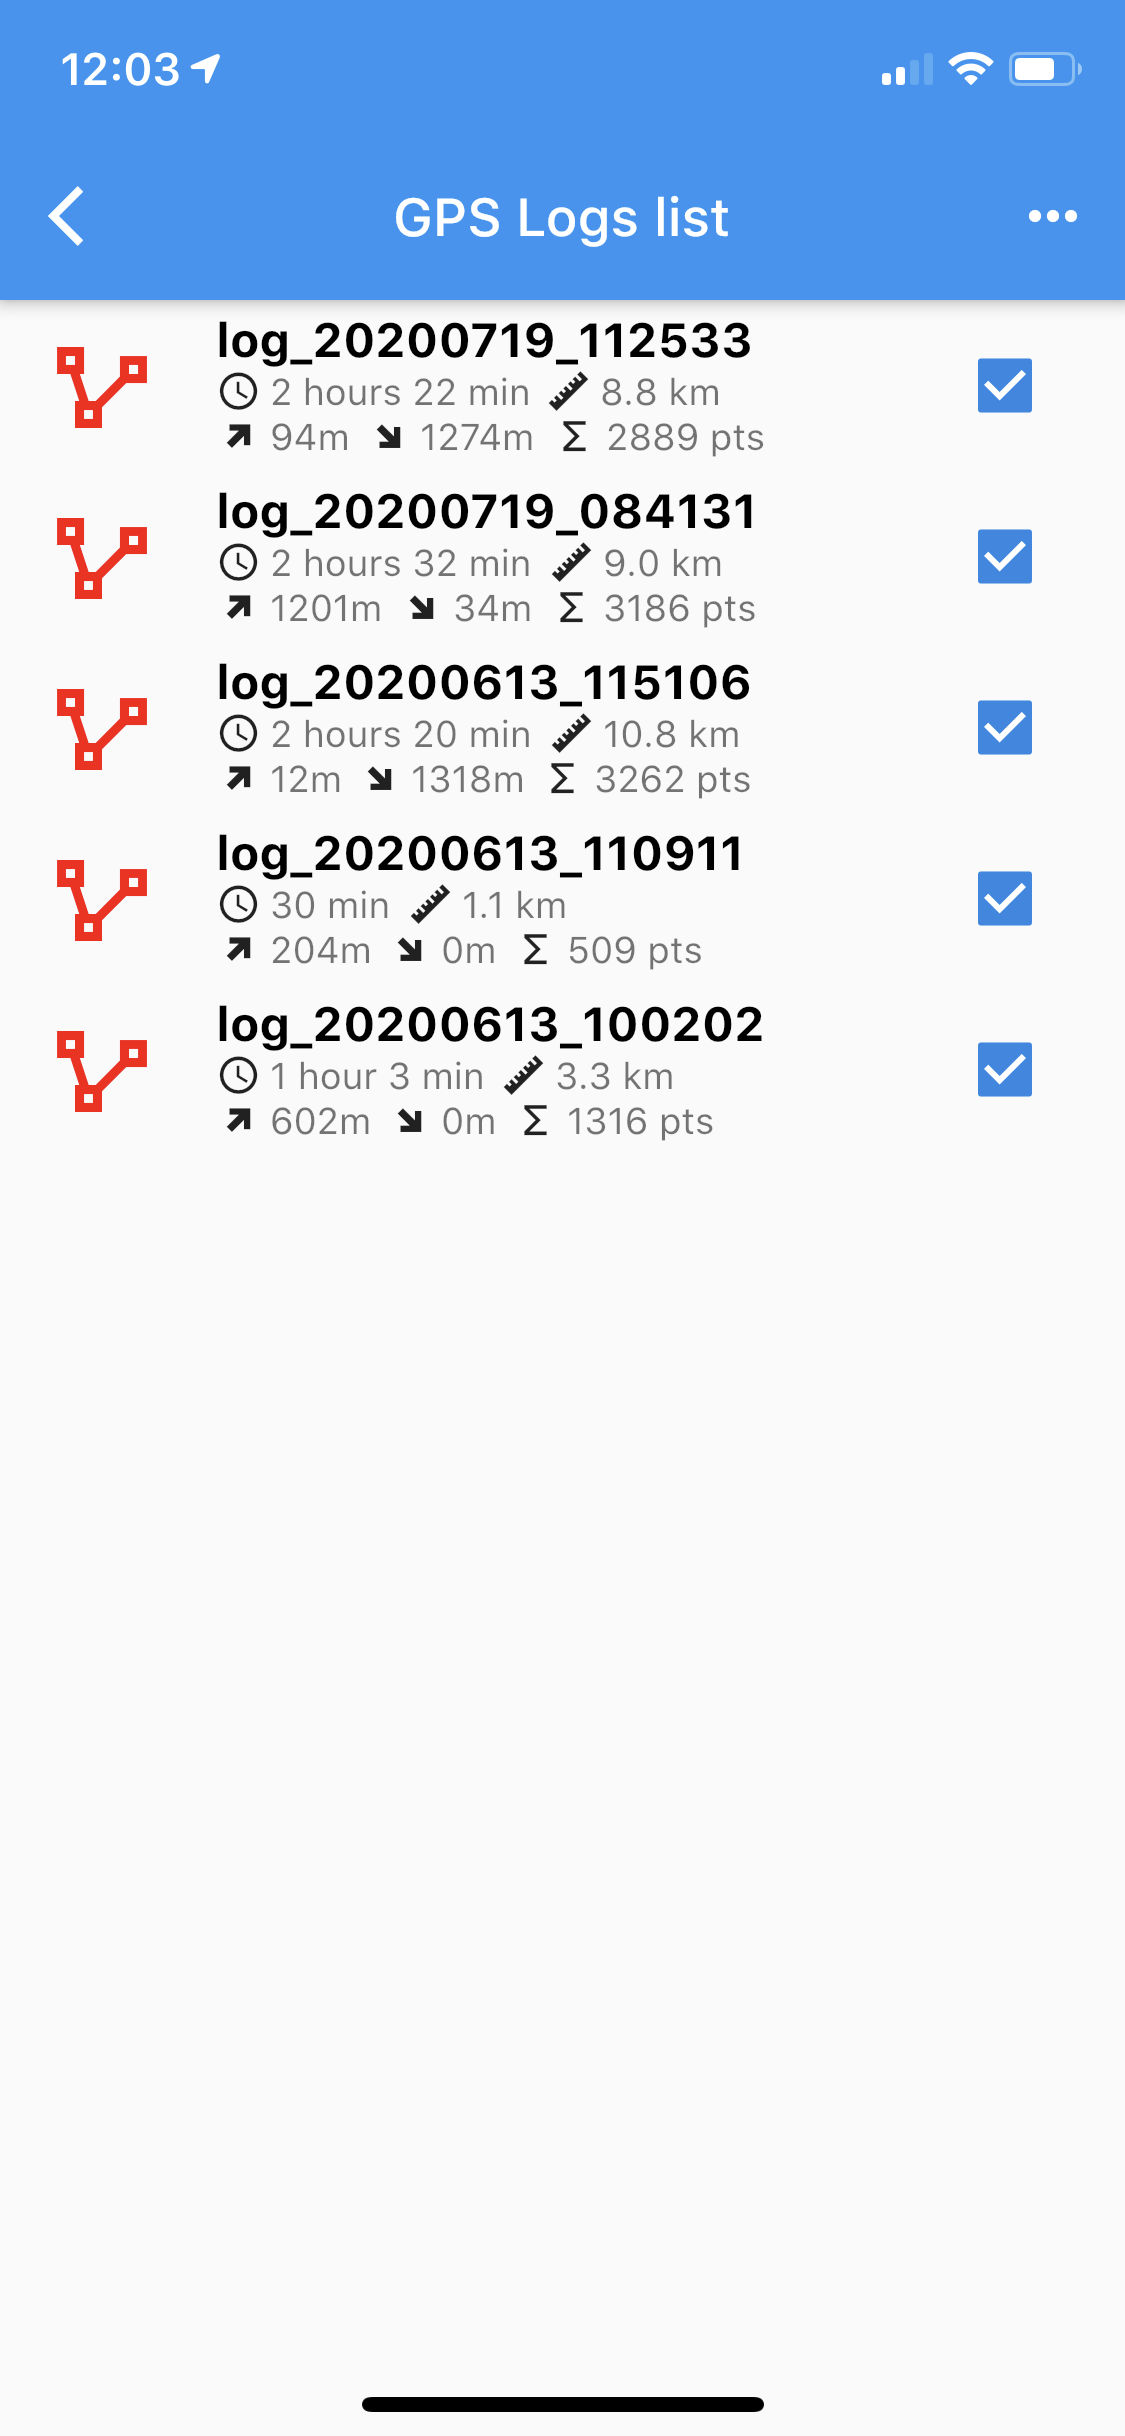 12:03
GPS Logs list
log_20200719_112533
2 hours 22 min 8.8 km
94m 1274m Σ 2889 pts
log_20200719_084131
2 hours 32 min 9.0 km
1201m 34m Σ 3186 pts
log_20200613_115106
2 hours 20 min 10.8 km
12m 1318m Σ 3262 pts
log_20200613_110911
30 min 1.1 km
204m 0m Σ 509 pts
log_20200613_100202
1 hour 3 min 3.3 km
602m 0m Σ 1316 pts